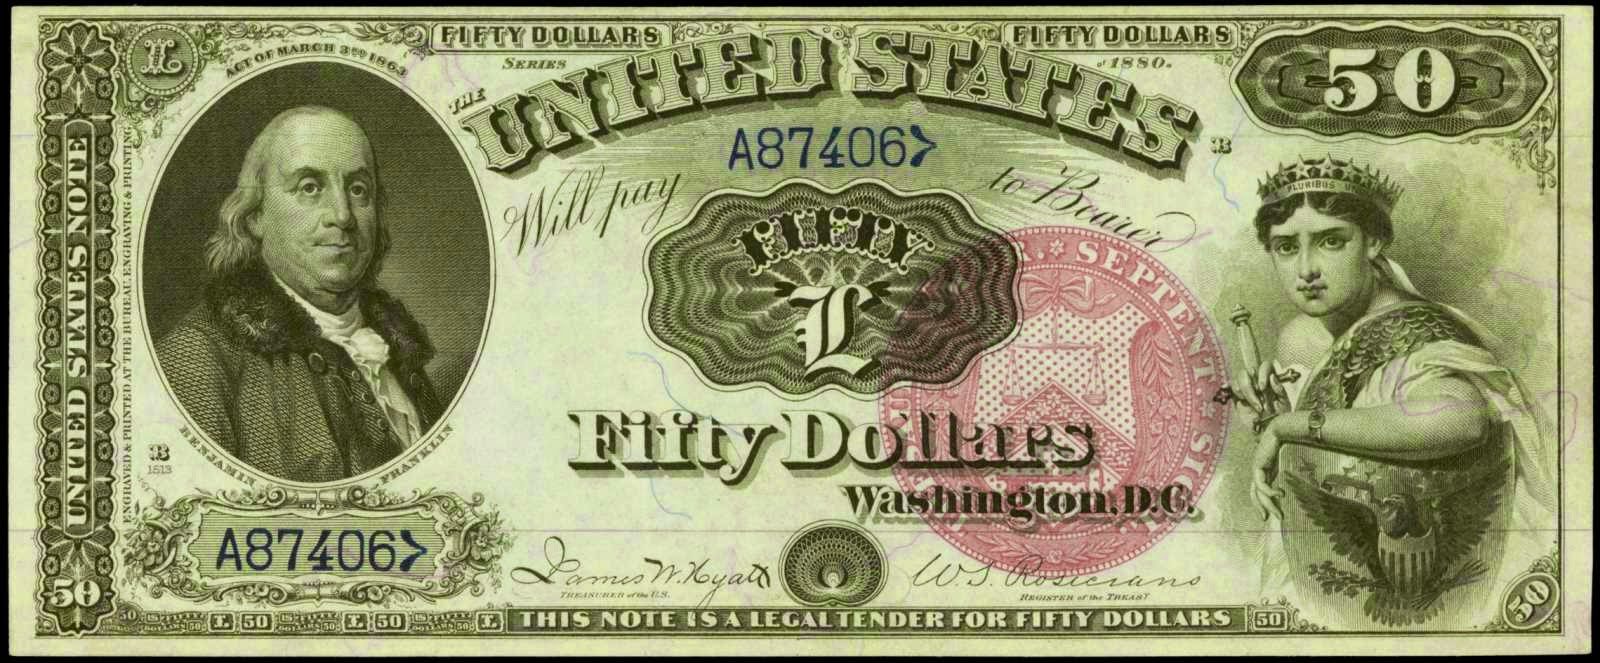 FIFTY DOLLARS
FIFTY DOLLARS
SERIES
of 1880.
ACT OF MARCH 3RD 1863
THE
UNITED STATES
50
A87406
Will pay
to Bearer
PLURIBUS
FIFTY
L
R. * SEPTENT. * SIG
Fifty Dollars
Washington, D.C.
UNITED STATES NOTE
50
ENGRAVED & PRINTED AT THE BUREAU, ENGRAVING & PRINTING
B
B
1513
BENJAMIN FRANKLIN
A87406
James W. Hyatt
TREASURER of the U.S.
W. S. Rosecrans
REGISTER of the TREASY
50 L 50 L
THIS NOTE IS A LEGAL TENDER FOR FIFTY DOLLARS
50
50